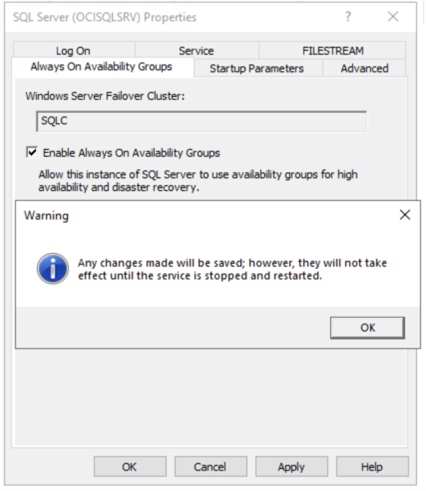 SQL Server (OCISQLSRV) Properties
? X
Log On Service FILESTREAM
Always On Availability Groups Startup Parameters Advanced
Windows Server Failover Cluster:
SQLC
Enable Always On Availability Groups
Allow this instance of SQL Server to use availability groups for high
availability and disaster recovery.
Warning X
Any changes made will be saved; however, they will not take
effect until the service is stopped and restarted.
OK
OK Cancel Apply Help